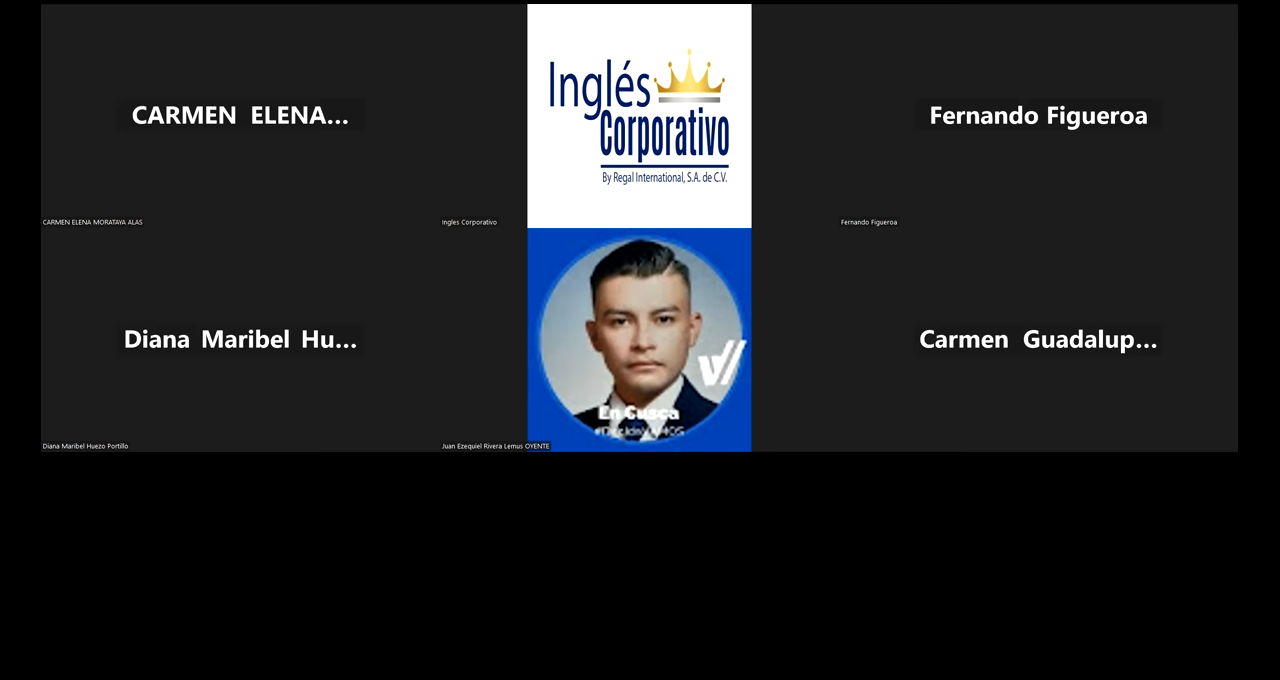 CARMEN ELENA...
Inglés
Corporativo
By Regal International, S.A. de C.V.
Fernando Figueroa
CARMEN ELENA MORATAYA ALAS
Ingles Corporativo
Fernando Figueroa
Diana Maribel Hu...
En Cusca
Carmen Guadalup...
Diana Maribel Huezo Portillo
Juan Ezequiel Rivera Lemus OYENTE